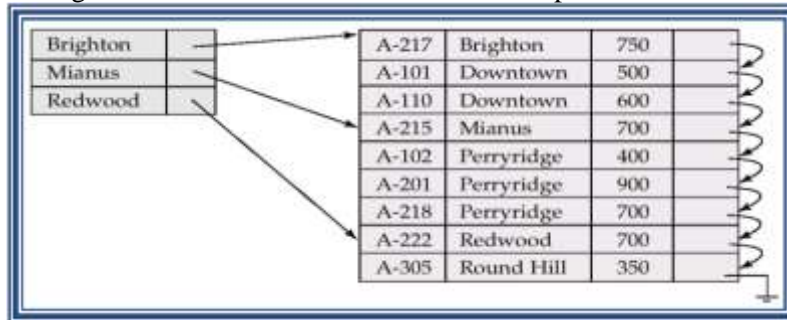 Brighton
Mianus
Redwood
A-217 Brighton 750
A-101 Downtown 500
A-110 Downtown 600
A-215 Mianus 700
A-102 Perryridge 400
A-201 Perryridge 900
A-218 Perryridge 700
A-222 Redwood 700
A-305 Round Hill 350